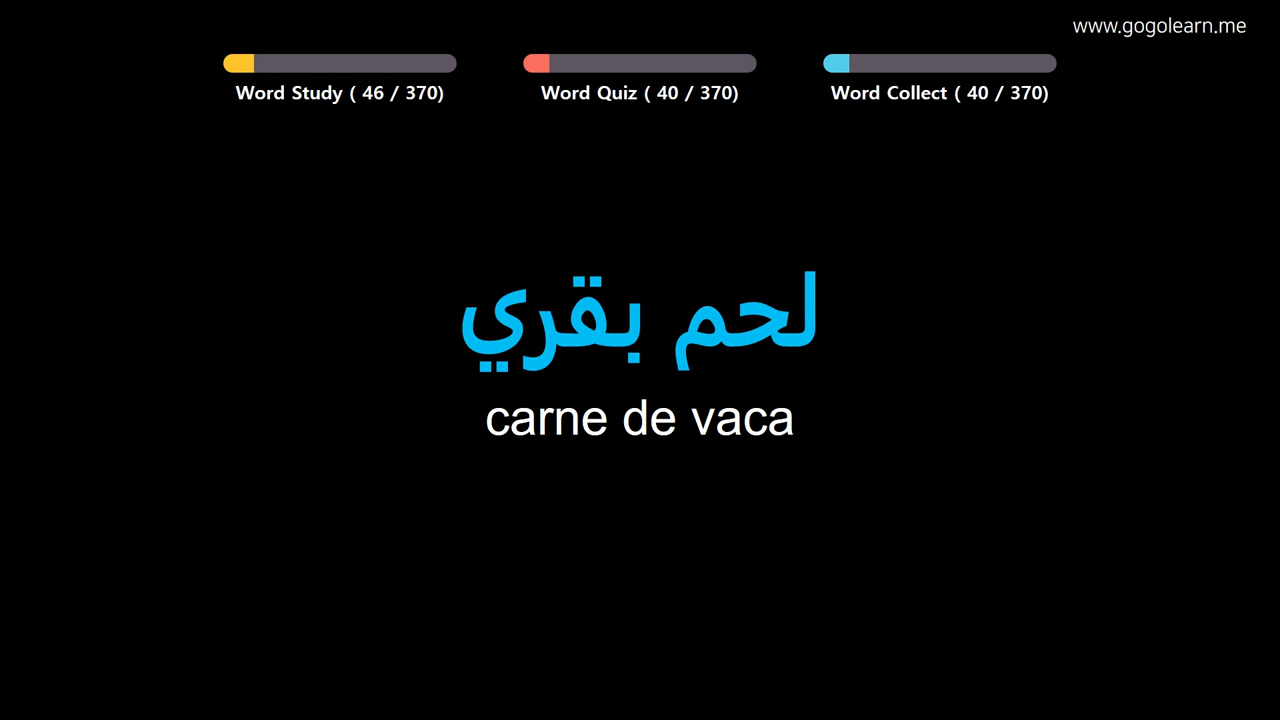 www.gogolearn.me
Word Study ( 46 / 370)
Word Quiz ( 40 / 370)
Word Collect ( 40 / 370)
لحم بقري
carne de vaca